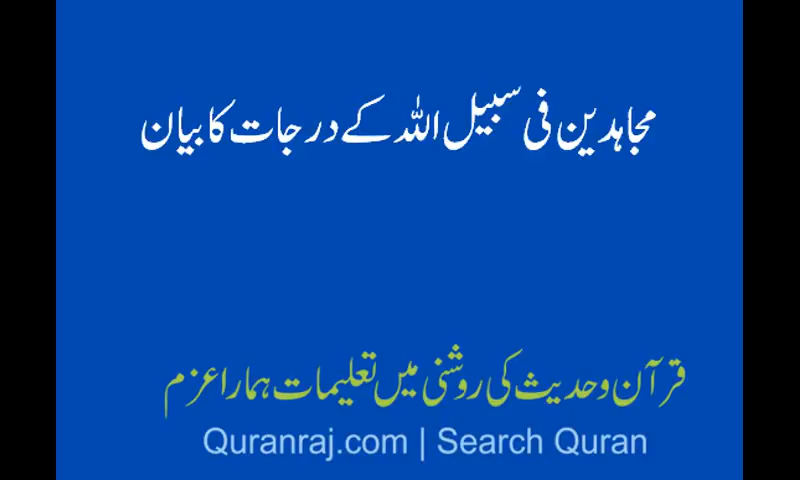 مجاہدین فی سبیل اللہ کے درجات کا بیان
قرآن و حدیث کی روشنی میں تعلیمات ہمارا عزم
Quranraj.com | Search Quran